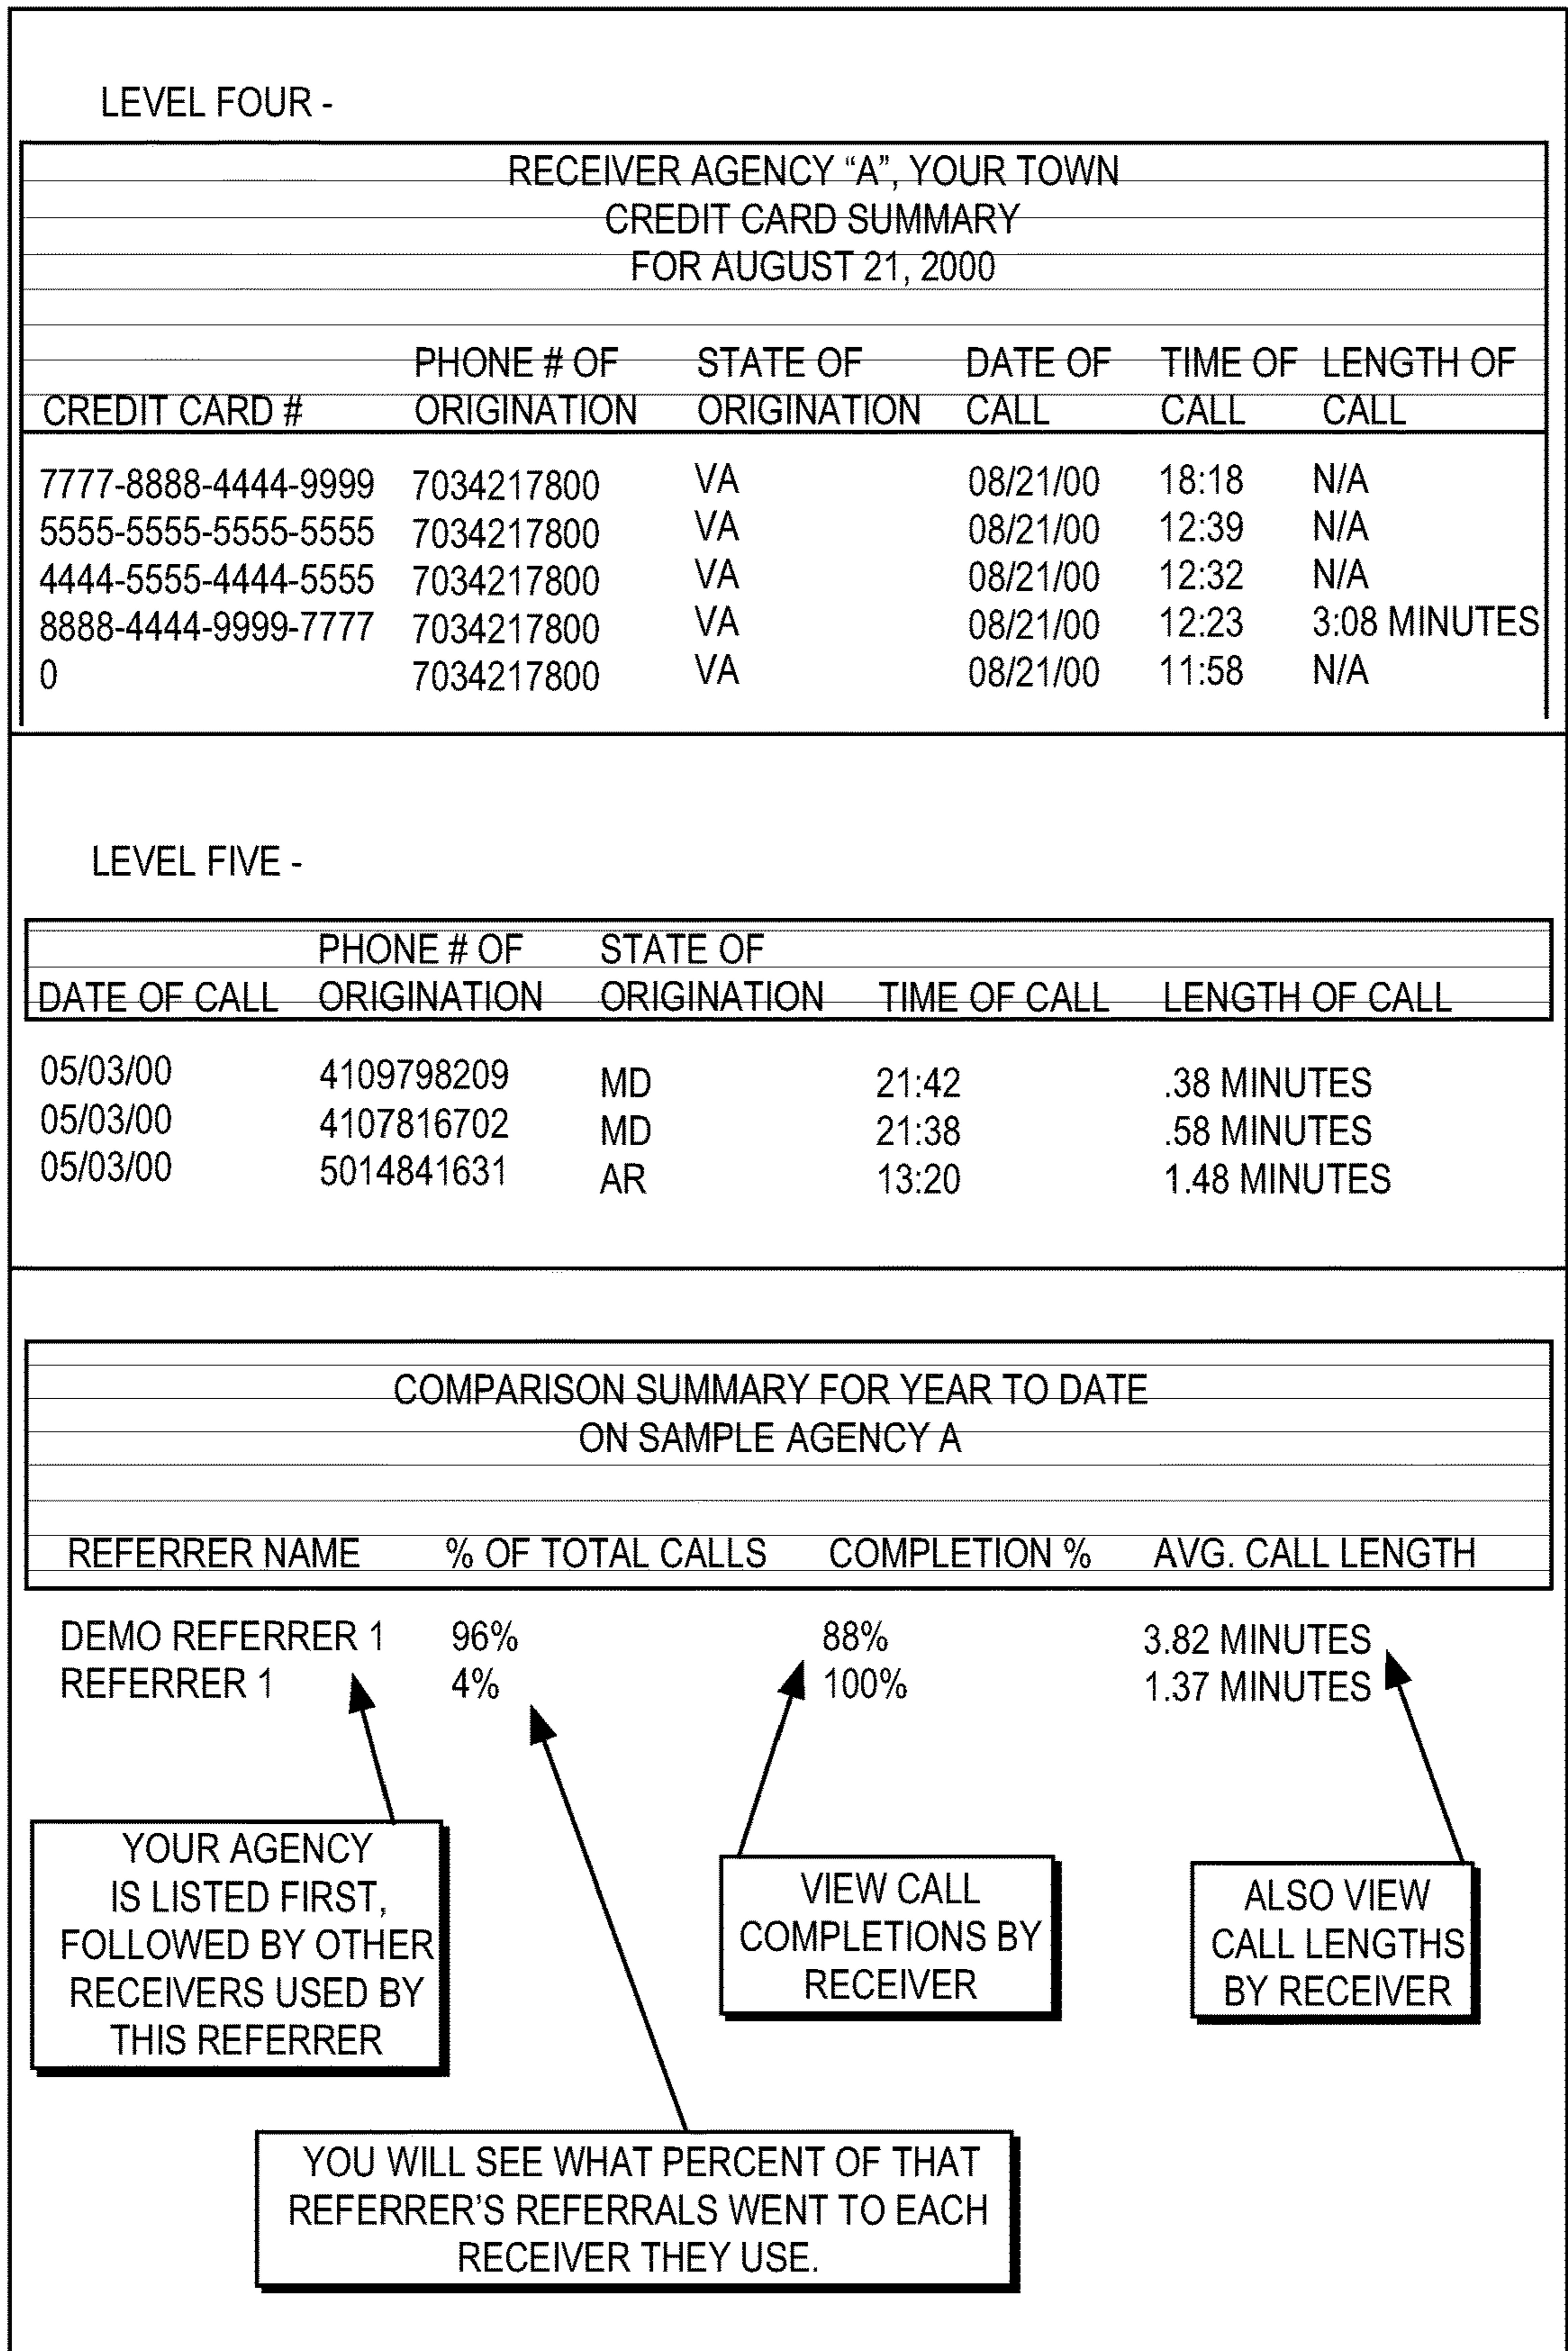 LEVEL FOUR -
RECEIVER AGENCY “A”, YOUR TOWN
CREDIT CARD SUMMARY
FOR AUGUST 21, 2000
PHONE # OF STATE OF DATE OF TIME OF LENGTH OF
CREDIT CARD # ORIGINATION ORIGINATION CALL CALL CALL
7777-8888-4444-9999 7034217800 VA 08/21/00 18:18 N/A
5555-5555-5555-5555 7034217800 VA 08/21/00 12:39 N/A
4444-5555-4444-5555 7034217800 VA 08/21/00 12:32 N/A
8888-4444-9999-7777 7034217800 VA 08/21/00 12:23 3:08 MINUTES
0 7034217800 VA 08/21/00 11:58 N/A
LEVEL FIVE -
PHONE # OF STATE OF
DATE OF CALL ORIGINATION ORIGINATION TIME OF CALL LENGTH OF CALL
05/03/00 4109798209 MD 21:42 .38 MINUTES
05/03/00 4107816702 MD 21:38 .58 MINUTES
05/03/00 5014841631 AR 13:20 1.48 MINUTES
COMPARISON SUMMARY FOR YEAR TO DATE
ON SAMPLE AGENCY A
REFERRER NAME % OF TOTAL CALLS COMPLETION % AVG. CALL LENGTH
DEMO REFERRER 1 96% 88% 3.82 MINUTES
REFERRER 1 4% 100% 1.37 MINUTES
YOUR AGENCY
IS LISTED FIRST,
FOLLOWED BY OTHER
RECEIVERS USED BY
THIS REFERRER
VIEW CALL
COMPLETIONS BY
RECEIVER
ALSO VIEW
CALL LENGTHS
BY RECEIVER
YOU WILL SEE WHAT PERCENT OF THAT
REFERRER’S REFERRALS WENT TO EACH
RECEIVER THEY USE.